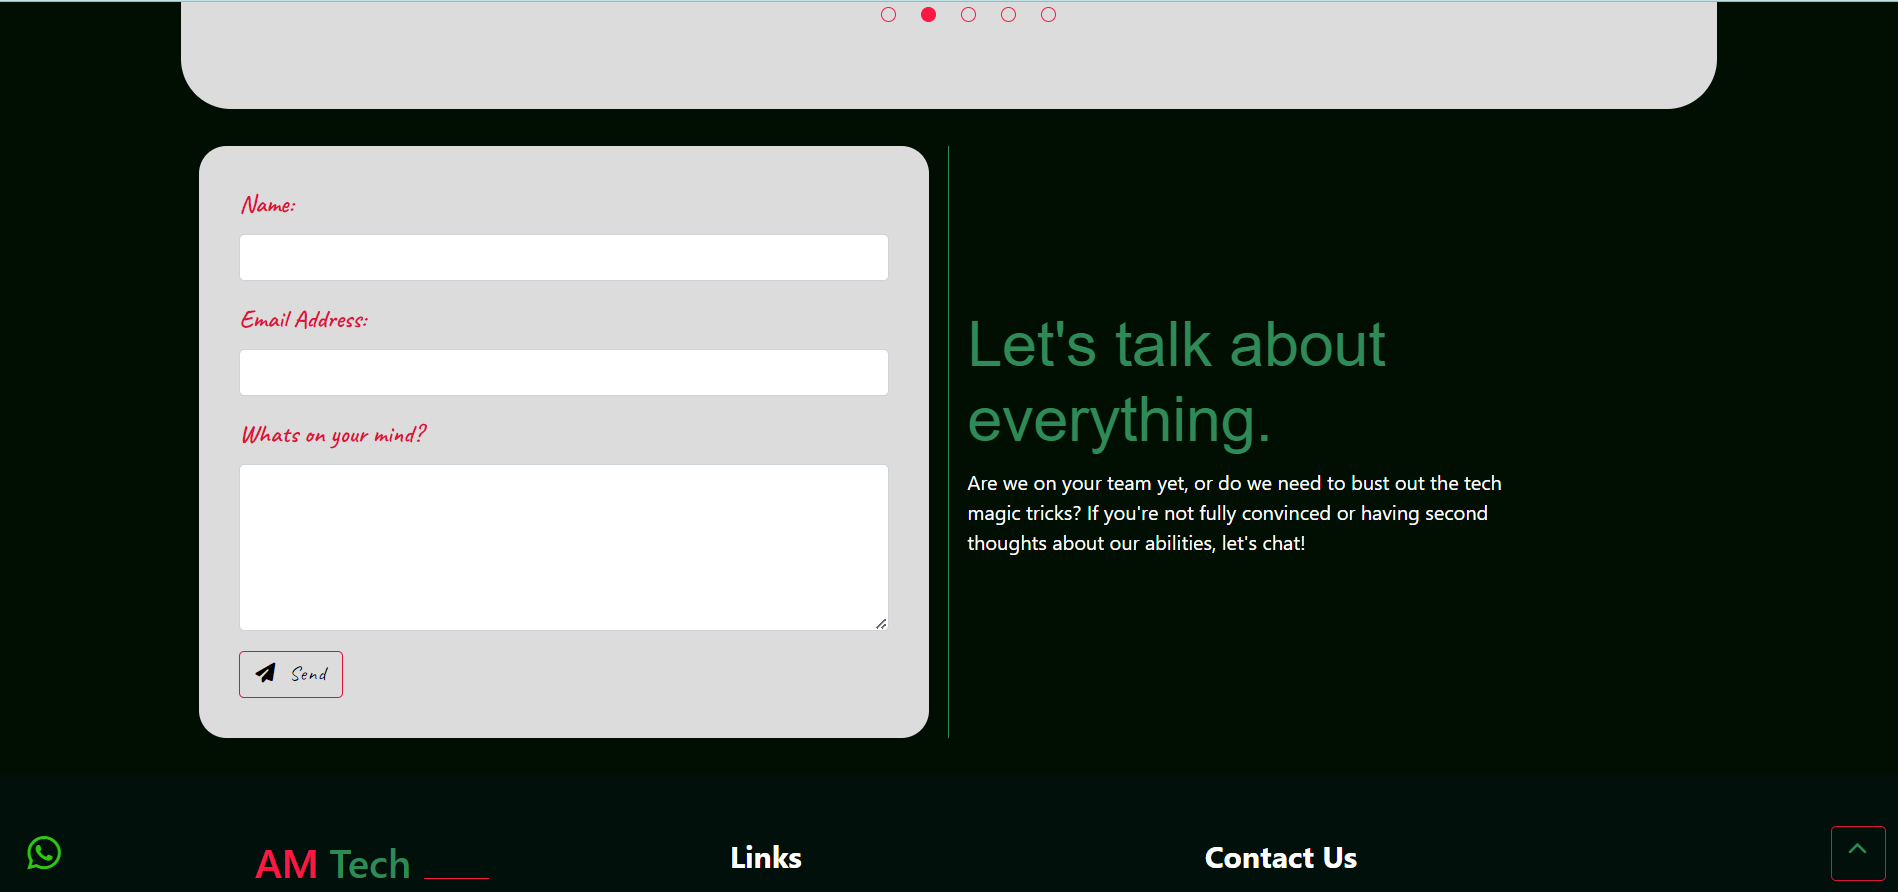 Name:
Email Address:
Whats on your mind?
Send
Let's talk about
everything.
Are we on your team yet, or do we need to bust out the tech
magic tricks? If you're not fully convinced or having second
thoughts about our abilities, let's chat!
AM Tech
Links
Contact Us